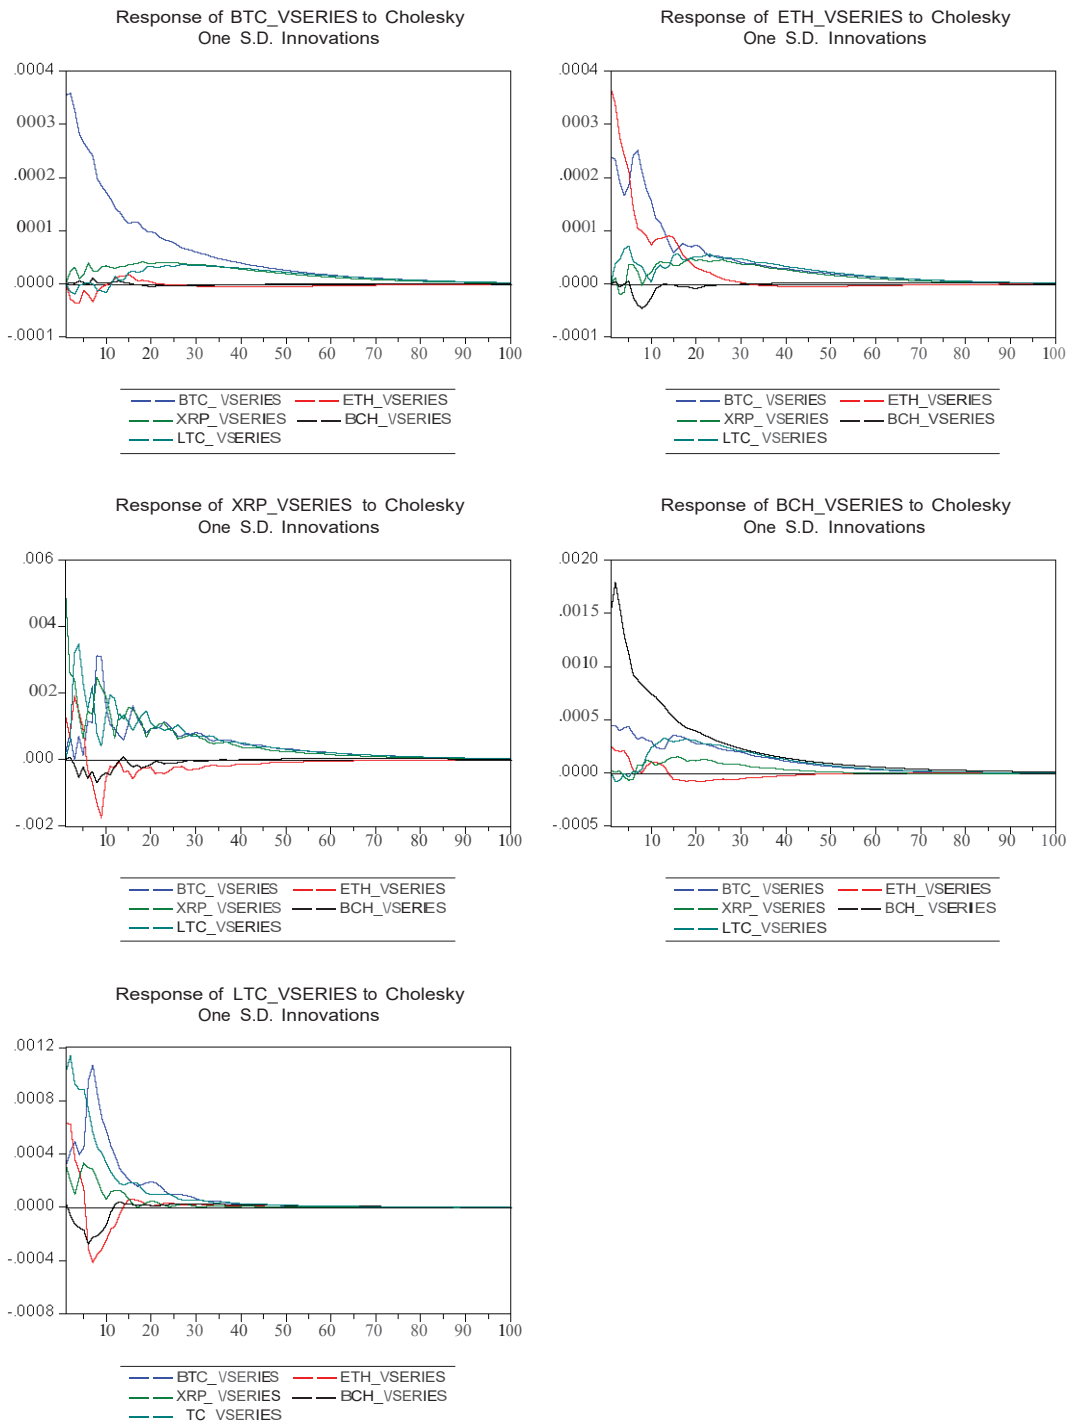 Response of BTC_VSERIES to Cholesky
One S.D. Innovations
.0004
.0003
.0002
.0001
.0000
-.0001
10 20 30 40 50 60 70 80 90 100
BTC_VSERIES ETH_VSERIES
XRP_VSERIES BCH_VSERIES
LTC_VSERIES
Response of ETH_VSERIES to Cholesky
One S.D. Innovations
.0004
0003
.0002
.0001
.0000
-.0001
10 20 30 40 50 60 70 80 90 100
BTC_VSERIES ETH_VSERIES
XRP_VSERIES BCH_VSERIES
LTC_VSERIES
Response of XRP_VSERIES to Cholesky
One S.D. Innovations
.006
004
.002
.000
-.002
10 20 30 40 50 60 70 80 90 100
BTC_VSERIES ETH_VSERIES
XRP_VSERIES BCH_VSERIES
LTC_VSERIES
Response of BCH_VSERIES to Cholesky
One S.D. Innovations
.0020
.0015
.0010
.0005
.0000
-.0005
10 20 30 40 50 60 70 80 90 100
BTC_VSERIES ETH_VSERIES
XRP_VSERIES BCH_VSERIES
LTC_VSERIES
Response of LTC_VSERIES to Cholesky
One S.D. Innovations
.0012
.0008
.0004
.0000
-.0004
-.0008
10 20 30 40 50 60 70 80 90 100
BTC_VSERIES ETH_VSERIES
XRP_VSERIES BCH_VSERIES
TC_VSERIES